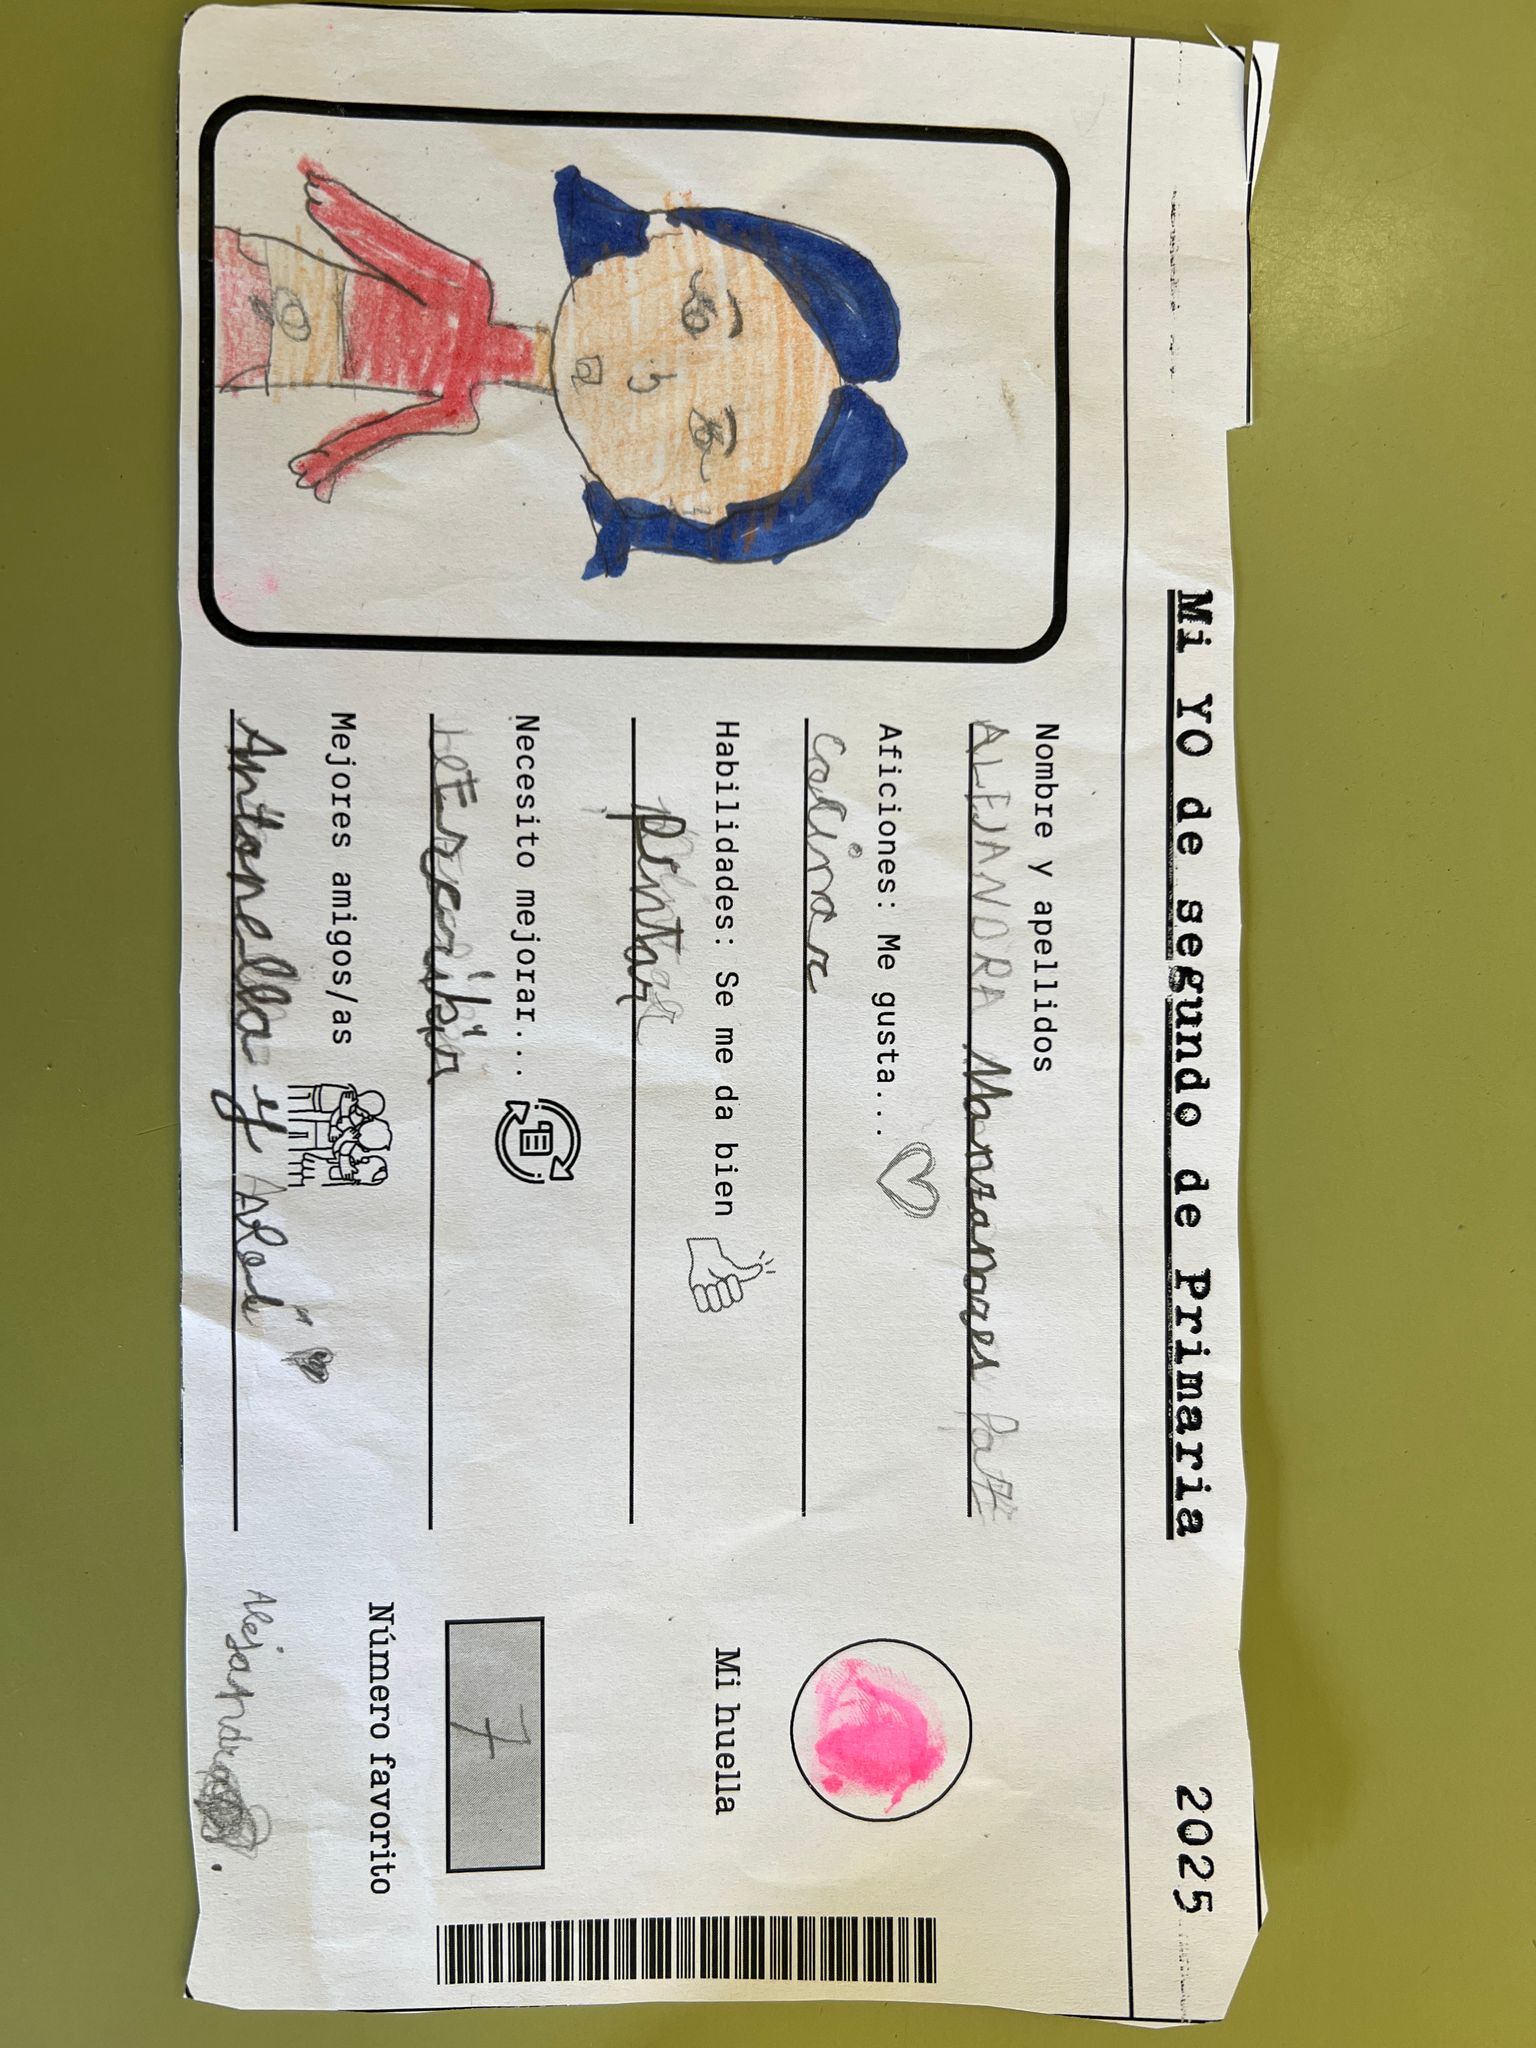 Mi YO de segundo de Primaria 2025
Nombre y apellidos
ALEJANDRA Manzanares Paz
Aficiones: Me gusta...
Cocinar
Habilidades: Se me da bien
Pintar
Necesito mejorar...
Escribir
Mejores amigos/as
Antonella y
Mi huella
7
Número favorito
Alejandra